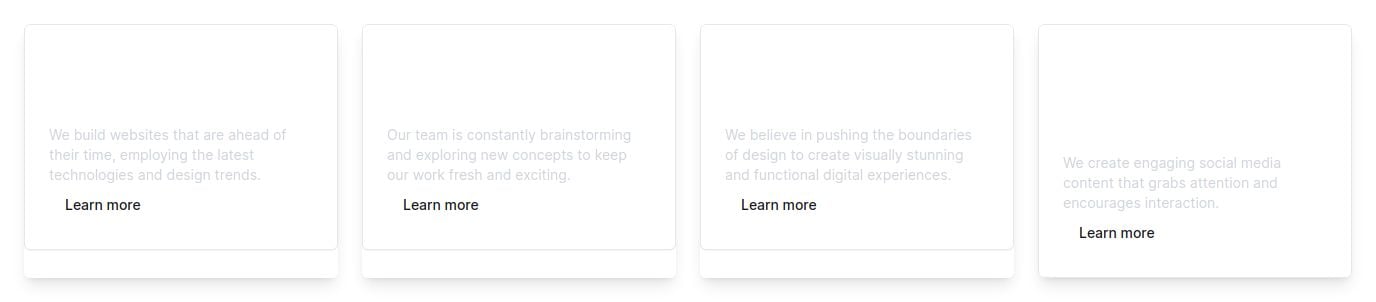 We build websites that are ahead of
their time, employing the latest
technologies and design trends.
Learn more
Our team is constantly brainstorming
and exploring new concepts to keep
our work fresh and exciting.
Learn more
We believe in pushing the boundaries
of design to create visually stunning
and functional digital experiences.
Learn more
We create engaging social media
content that grabs attention and
encourages interaction.
Learn more